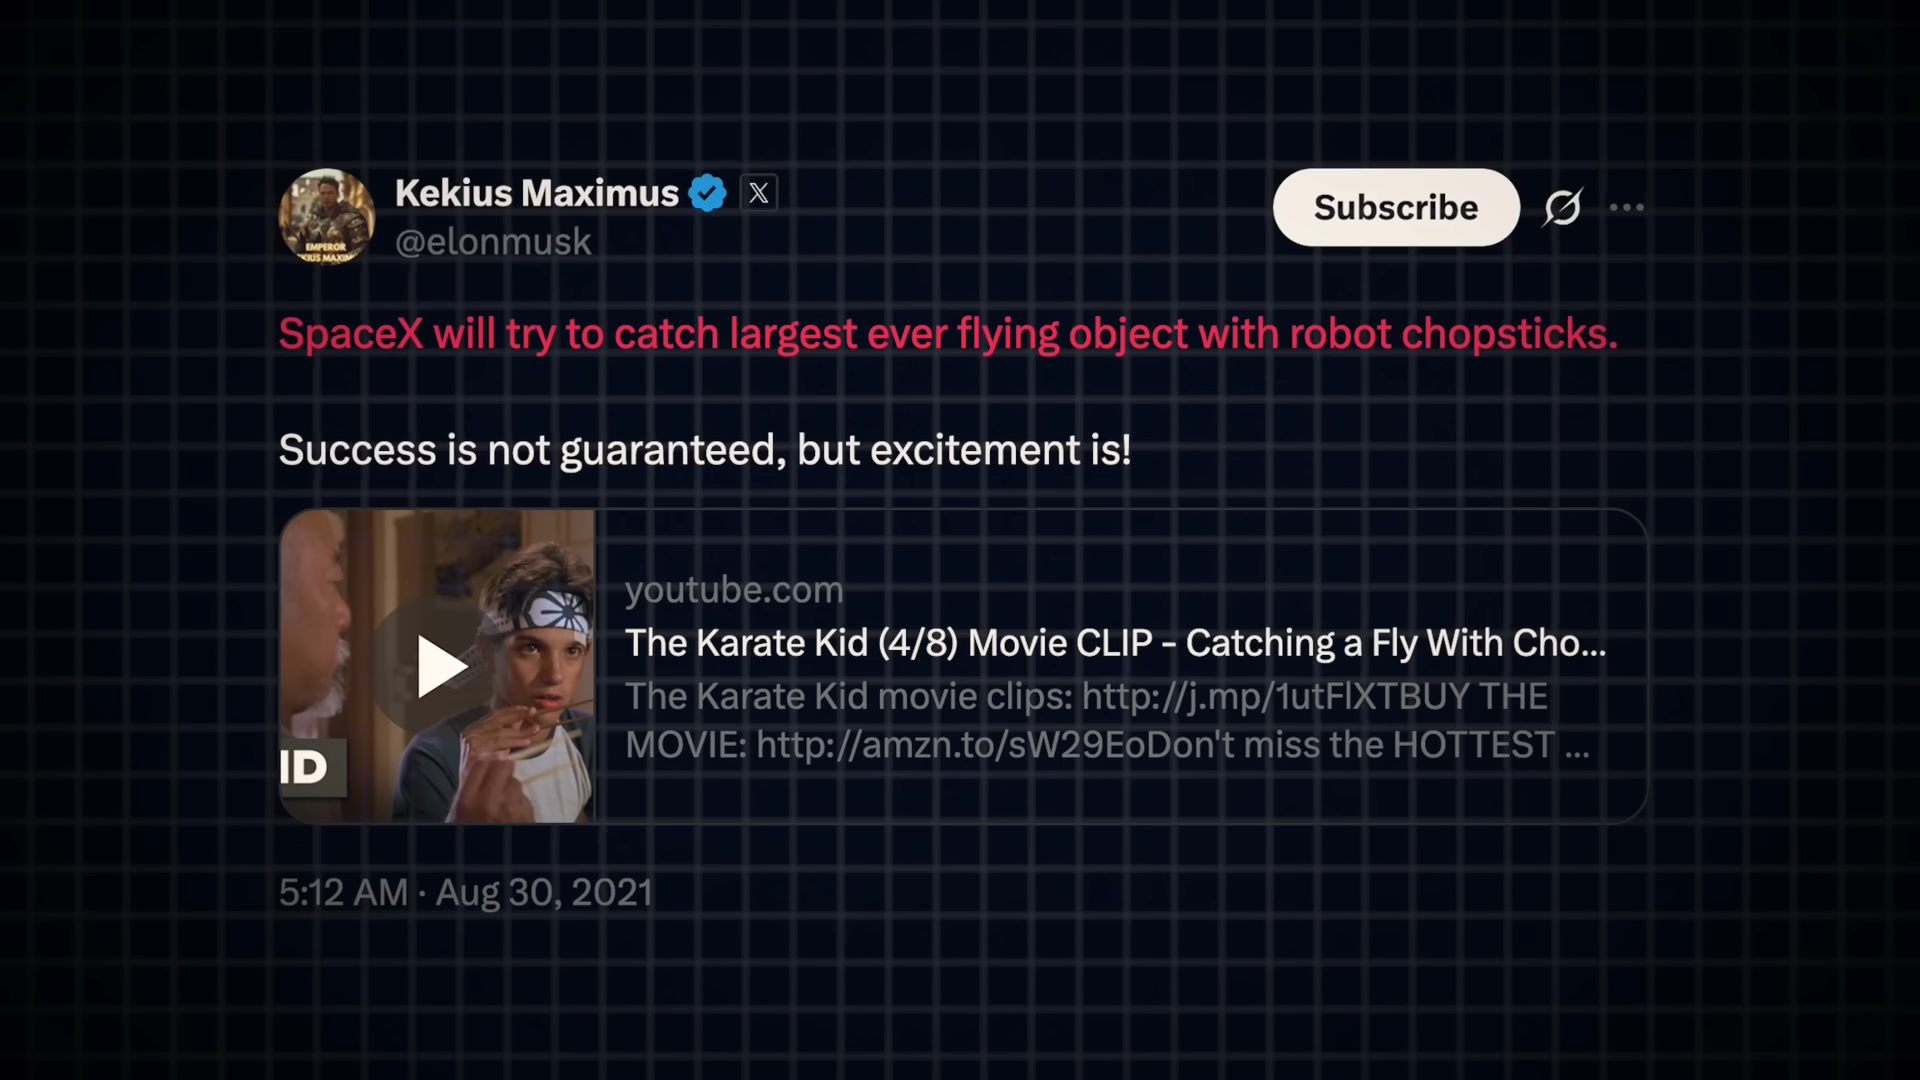 Kekius Maximus
Subscribe
@elonmusk
EMPEROR
KIUS MAXIM
SpaceX will try to catch largest ever flying object with robot chopsticks.
Success is not guaranteed, but excitement is!
youtube.com
The Karate Kid (4/8) Movie CLIP - Catching a Fly With Cho...
The Karate Kid movie clips: http://j.mp/1utFlXTBUY THE
MOVIE: http://amzn.to/sW29EoDon't miss the HOTTEST ...
ID
5:12 AM · Aug 30, 2021